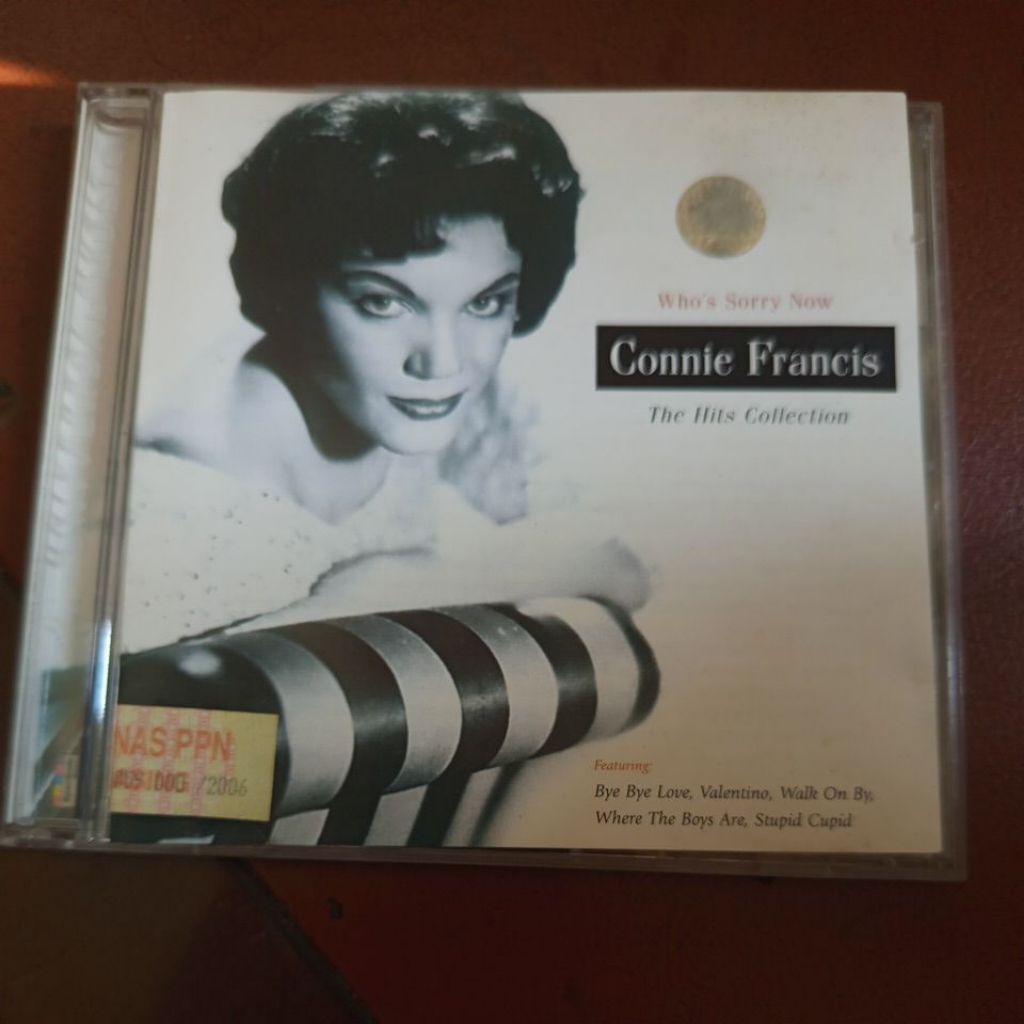 Who's Sorry Now
Connie Francis
The Hits Collection
NAS PPN
/2006
Featuring:
Bye Bye Love, Valentino, Walk On By,
Where The Boys Are, Stupid Cupid